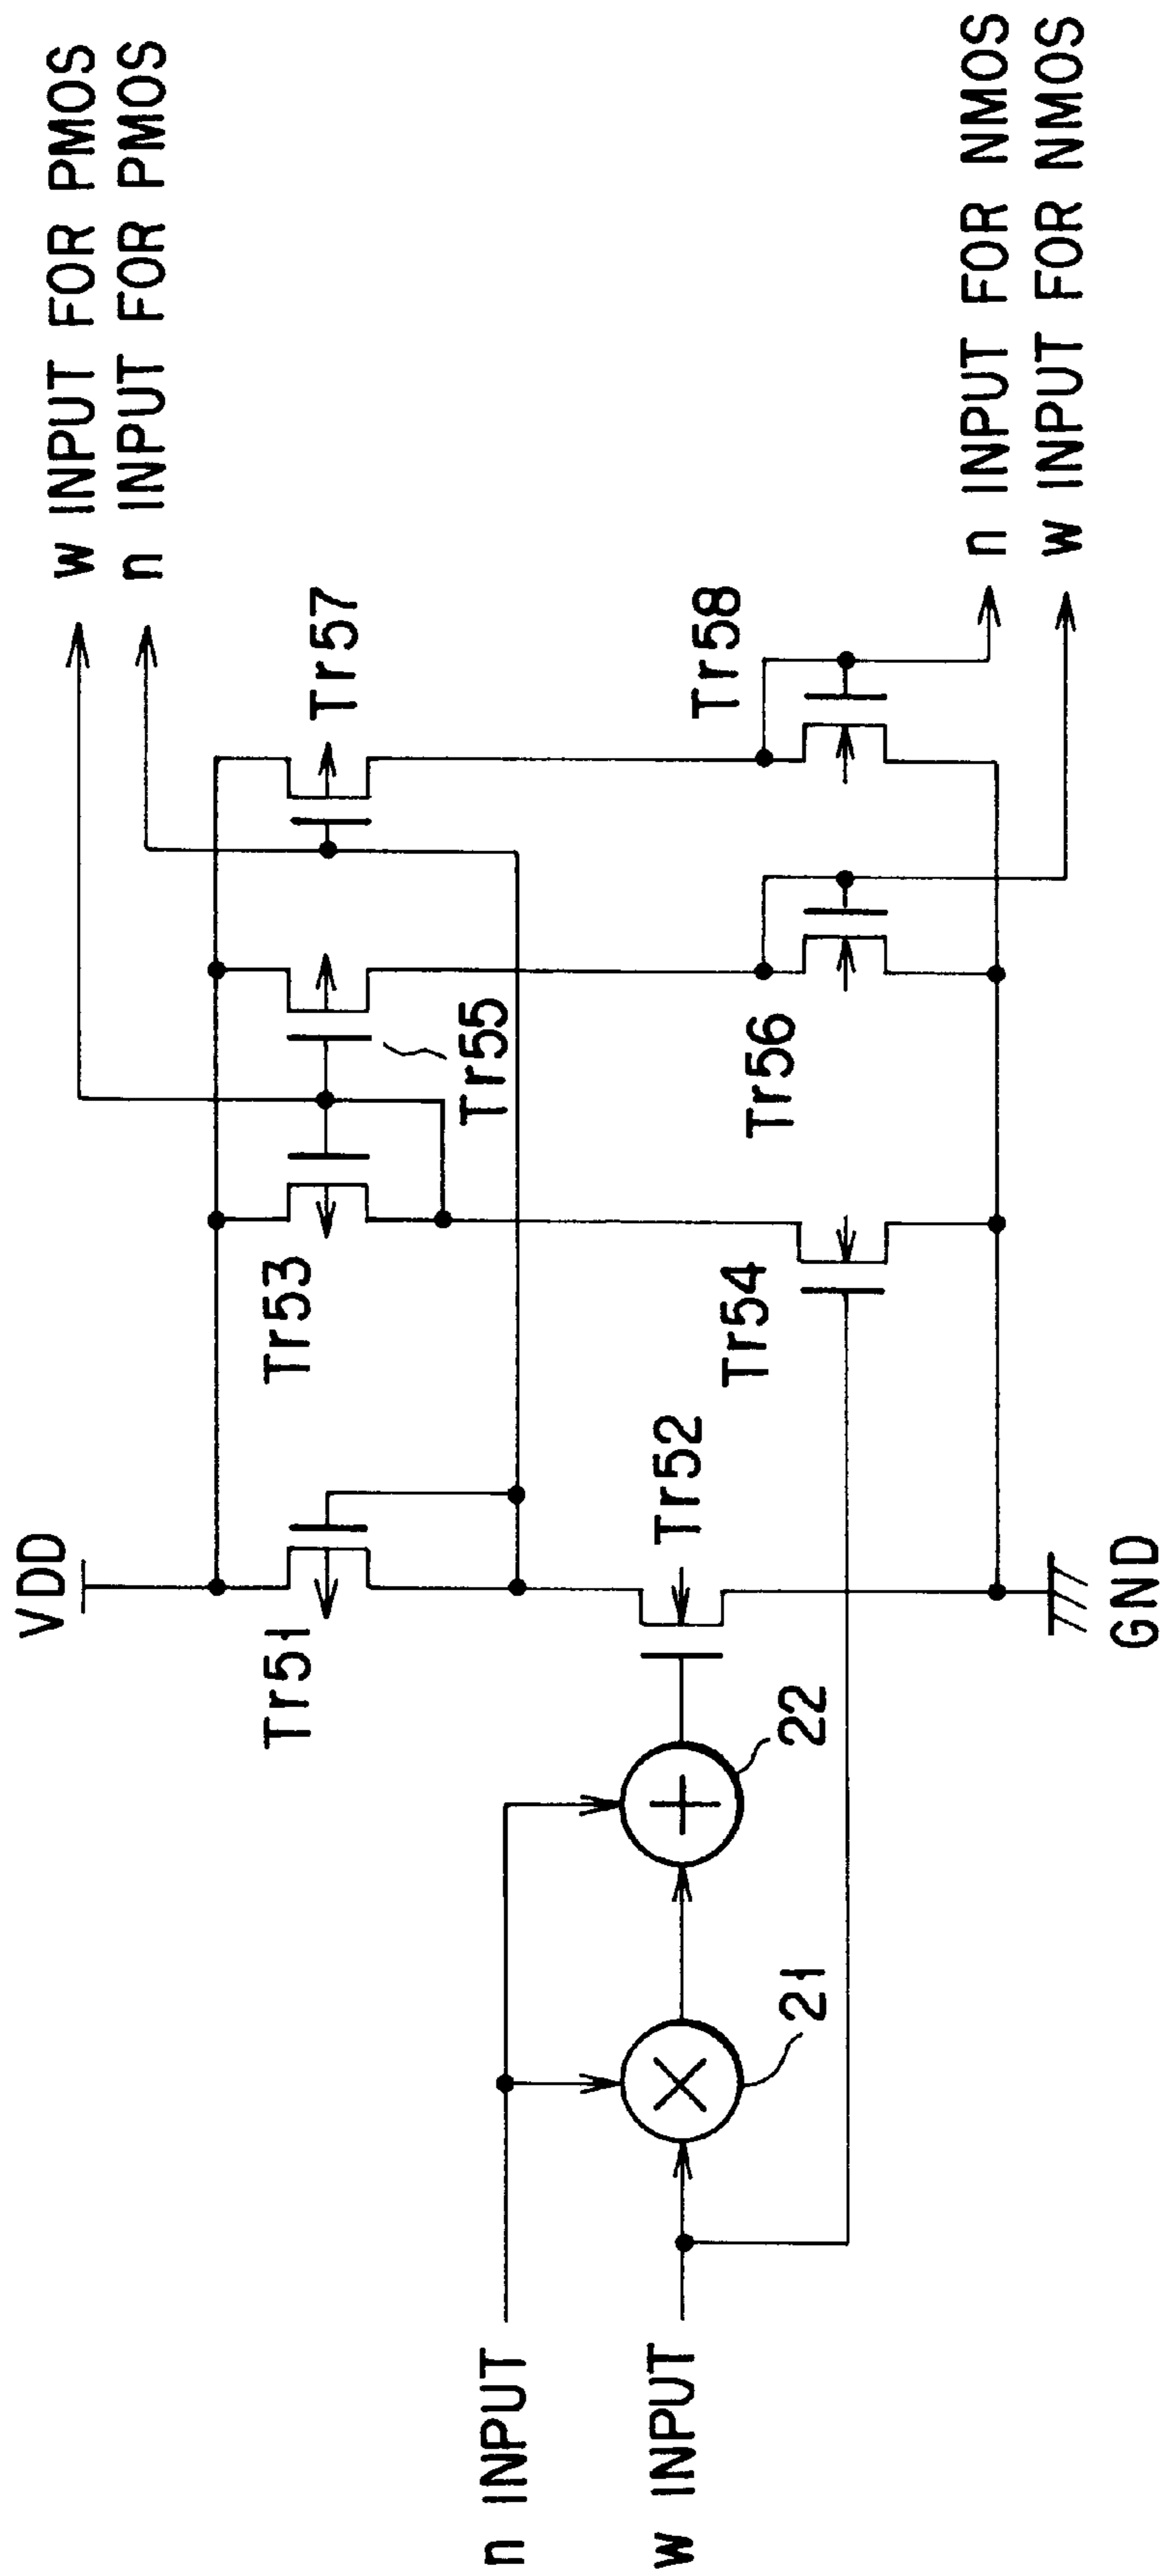 w INPUT FOR PMOS
n INPUT FOR PMOS
VDD
Tr51
Tr53
Tr55
Tr57
Tr52
Tr54
Tr56
Tr58
n INPUT
w INPUT
21
22
GND
n INPUT FOR NMOS
w INPUT FOR NMOS